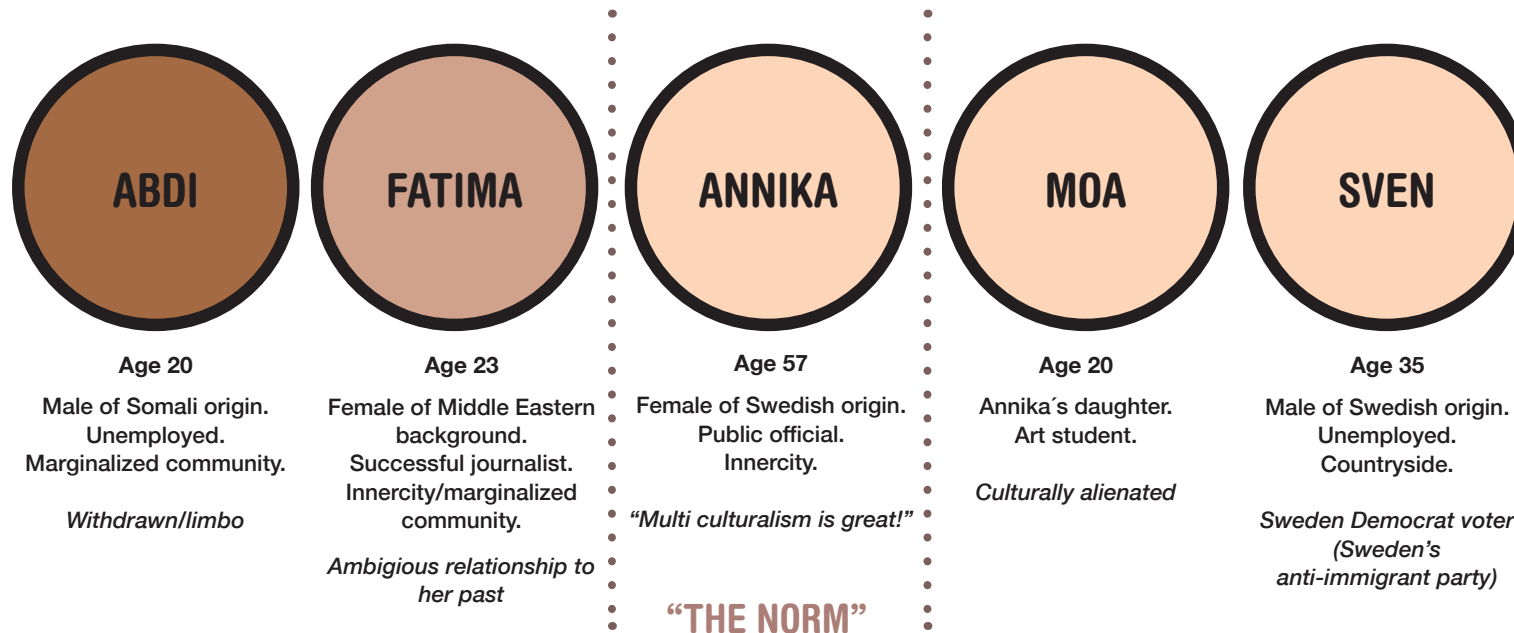 ABDI
Age 20
Male of Somali origin.
Unemployed.
Marginalized community.
Withdrawn/limbo
FATIMA
Age 23
Female of Middle Eastern
background.
Successful journalist.
Innercity/marginalized
community.
Ambigious relationship to
her past
ANNIKA
Age 57
Female of Swedish origin.
Public official.
Innercity.
“Multi culturalism is great!”
“THE NORM”
MOA
Age 20
Annika´s daughter.
Art student.
Culturally alienated
SVEN
Age 35
Male of Swedish origin.
Unemployed.
Countryside.
Sweden Democrat voter
(Sweden’s
anti-immigrant party)